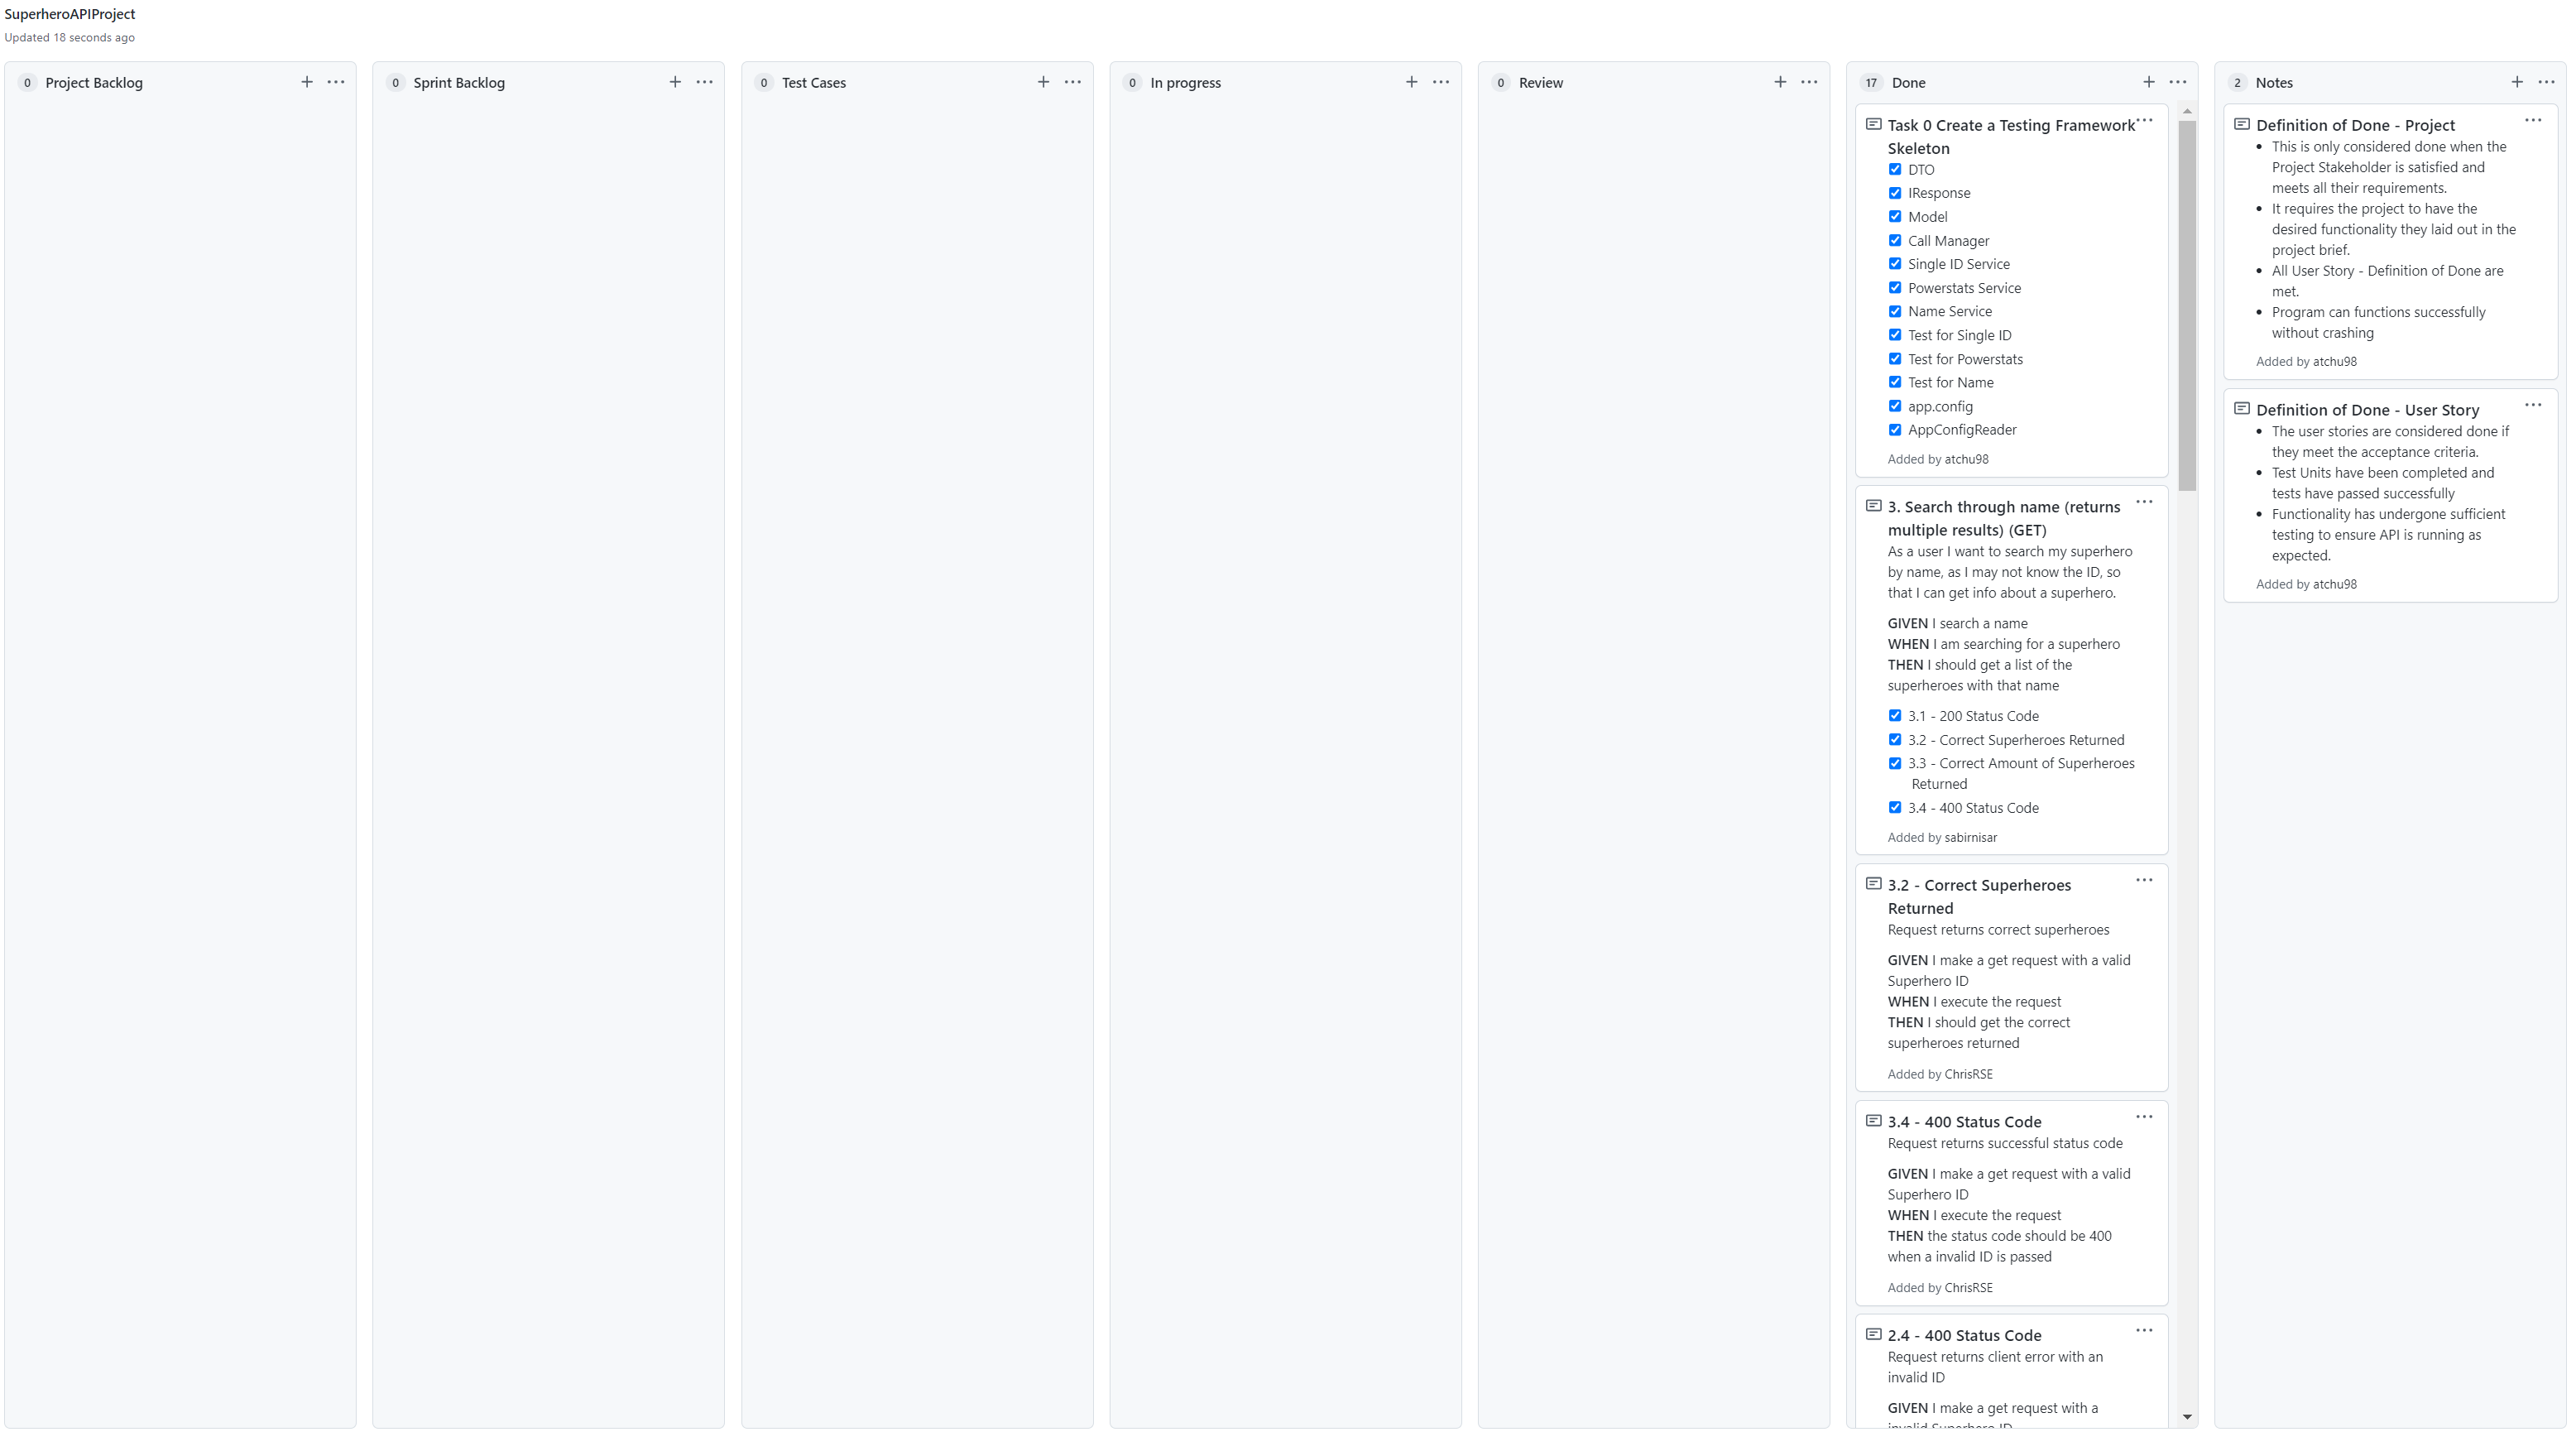 SuperheroAPIProject
Updated 18 seconds ago
0 Project Backlog
0 Sprint Backlog
0 Test Cases
0 In progress
0 Review
17 Done
Task 0 Create a Testing Framework
Skeleton
DTO
IResponse
Model
Call Manager
Single ID Service
Powerstats Service
Name Service
Test for Single ID
Test for Powerstats
Test for Name
app.config
AppConfigReader
Added by atchu98
3. Search through name (returns
multiple results) (GET)
As a user I want to search my superhero
by name, as I may not know the ID, so
that I can get info about a superhero.
GIVEN I search a name
WHEN I am searching for a superhero
THEN I should get a list of the
superheroes with that name
3.1 - 200 Status Code
3.2 - Correct Superheroes Returned
3.3 - Correct Amount of Superheroes
Returned
3.4 - 400 Status Code
Added by sabirnisar
3.2 - Correct Superheroes
Returned
Request returns correct superheroes
GIVEN I make a get request with a valid
Superhero ID
WHEN I execute the request
THEN I should get the correct
superheroes returned
Added by ChrisRSE
3.4 - 400 Status Code
Request returns successful status code
GIVEN I make a get request with a valid
Superhero ID
WHEN I execute the request
THEN the status code should be 400
when a invalid ID is passed
Added by ChrisRSE
2.4 - 400 Status Code
Request returns client error with an
invalid ID
GIVEN I make a get request with a
invalid Superhero ID
2 Notes
Definition of Done - Project
• This is only considered done when the
Project Stakeholder is satisfied and
meets all their requirements.
• It requires the project to have the
desired functionality they laid out in the
project brief.
• All User Story - Definition of Done are
met.
• Program can functions successfully
without crashing
Added by atchu98
Definition of Done - User Story
• The user stories are considered done if
they meet the acceptance criteria.
• Test Units have been completed and
tests have passed successfully
• Functionality has undergone sufficient
testing to ensure API is running as
expected.
Added by atchu98